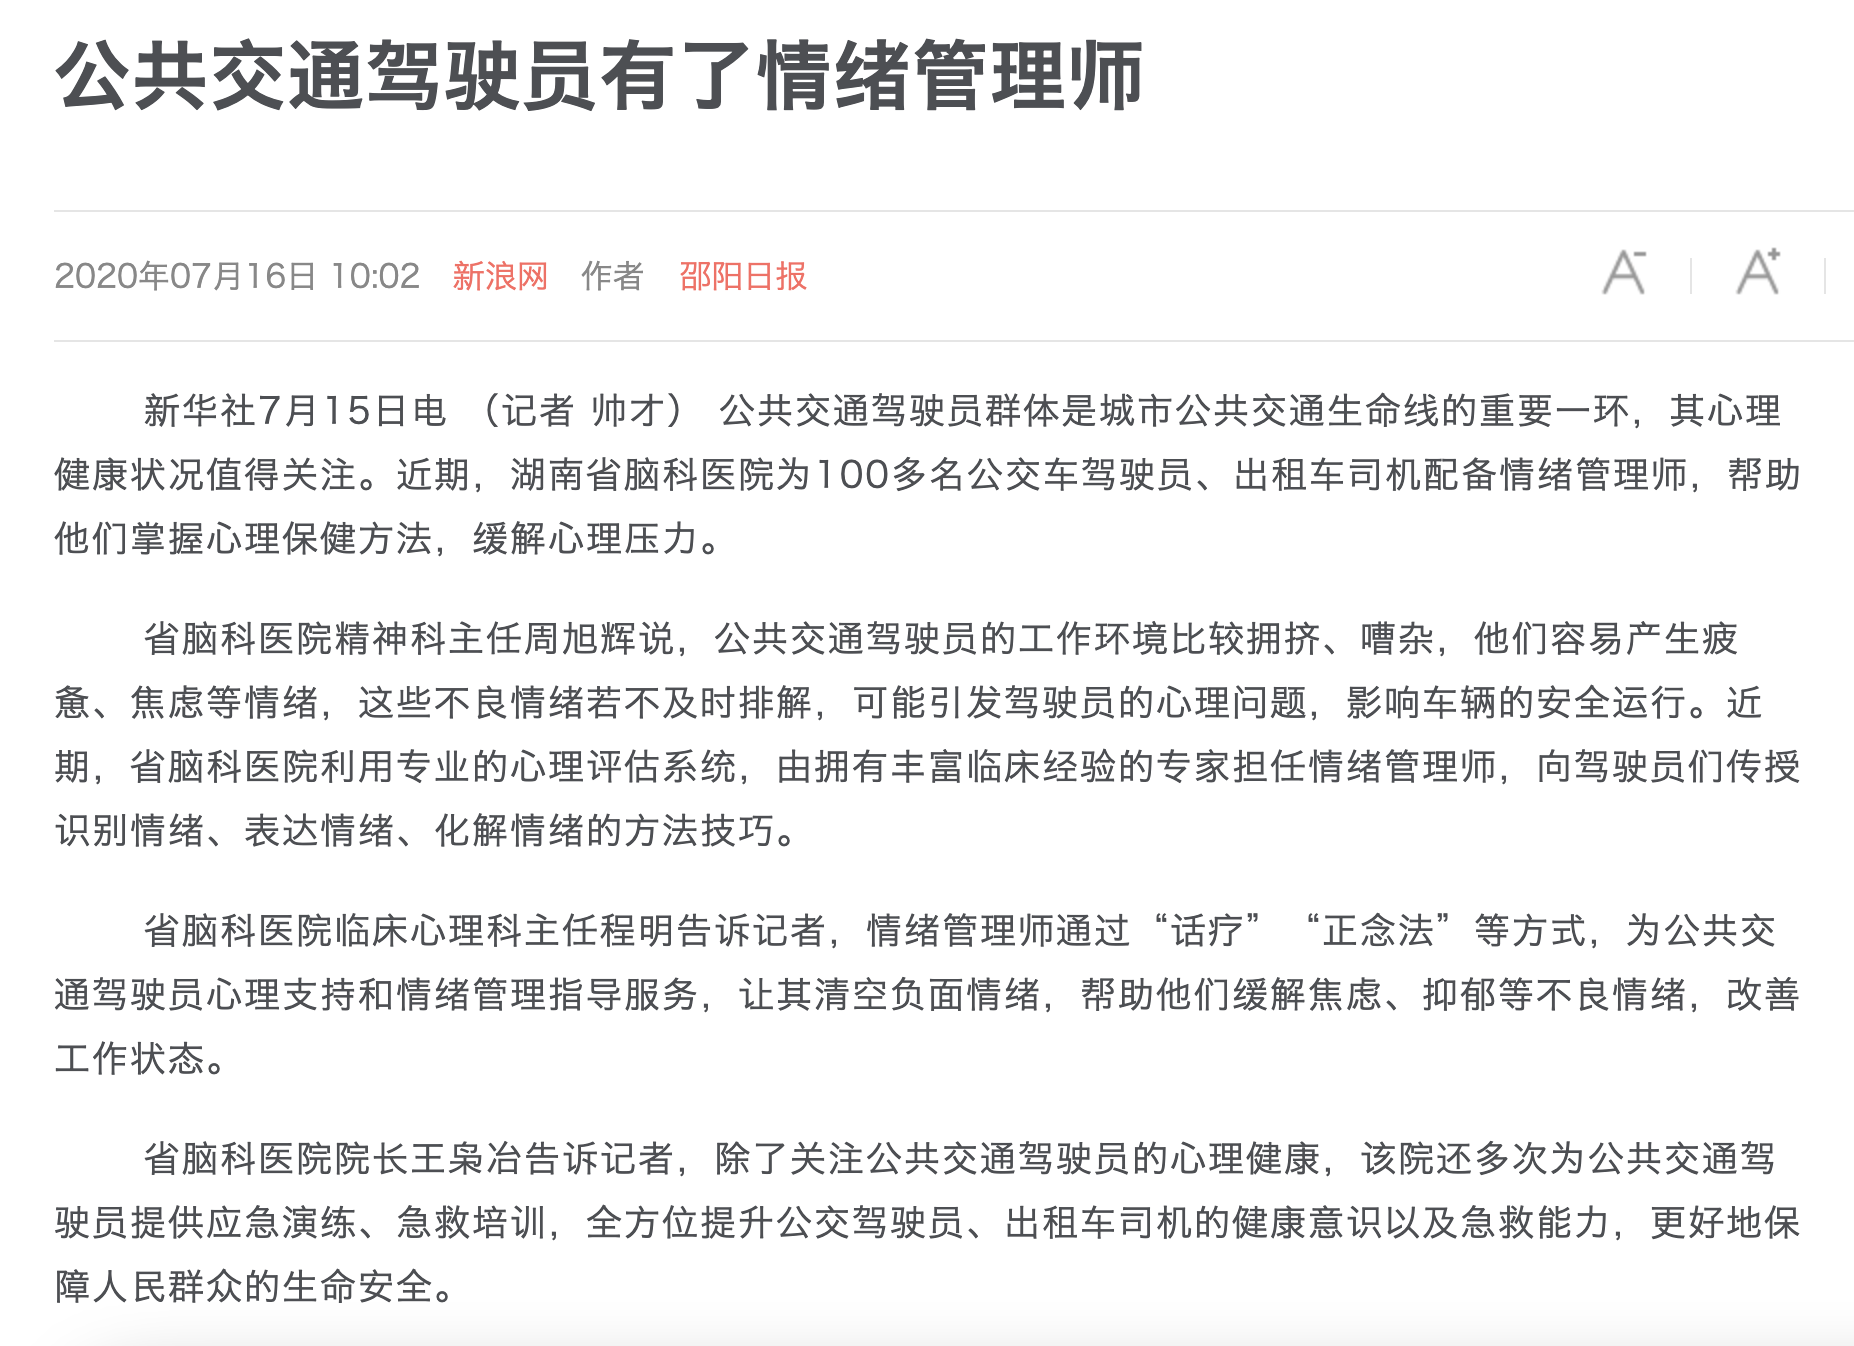 公共交通驾驶员有了情绪管理师
2020年07月16日 10:02 新浪网 作者 邵阳日报 A- A+
新华社7月15日电 （记者 帅才） 公共交通驾驶员群体是城市公共交通生命线的重要一环，其心理
健康状况值得关注。近期，湖南省脑科医院为100多名公交车驾驶员、出租车司机配备情绪管理师，帮助
他们掌握心理保健方法，缓解心理压力。
省脑科医院精神科主任周旭辉说，公共交通驾驶员的工作环境比较拥挤、嘈杂，他们容易产生疲
惫、焦虑等情绪，这些不良情绪若不及时排解，可能引发驾驶员的心理问题，影响车辆的安全运行。近
期，省脑科医院利用专业的心理评估系统，由拥有丰富临床经验的专家担任情绪管理师，向驾驶员们传授
识别情绪、表达情绪、化解情绪的方法技巧。
省脑科医院临床心理科主任程明告诉记者，情绪管理师通过“话疗” “正念法”等方式，为公共交
通驾驶员心理支持和情绪管理指导服务，让其清空负面情绪，帮助他们缓解焦虑、抑郁等不良情绪，改善
工作状态。
省脑科医院院长王枭冶告诉记者，除了关注公共交通驾驶员的心理健康，该院还多次为公共交通驾
驶员提供应急演练、急救培训，全方位提升公交驾驶员、出租车司机的健康意识以及急救能力，更好地保
障人民群众的生命安全。